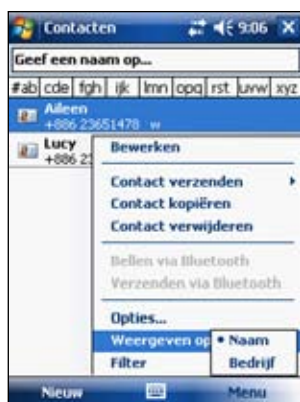 Contacten 9:06
Geef een naam op...
#ab cde fgh ijk lmn opq rst uvw xyz
Aileen
+886 23651478 w
Lucy
+886 23
Bewerken
Contact verzenden
Contact kopiëren
Contact verwijderen
Bellen via Bluetooth
Verzenden via Bluetooth
Opties...
Weergeven op
Naam
Filter
Bedrijf
Nieuw Menu